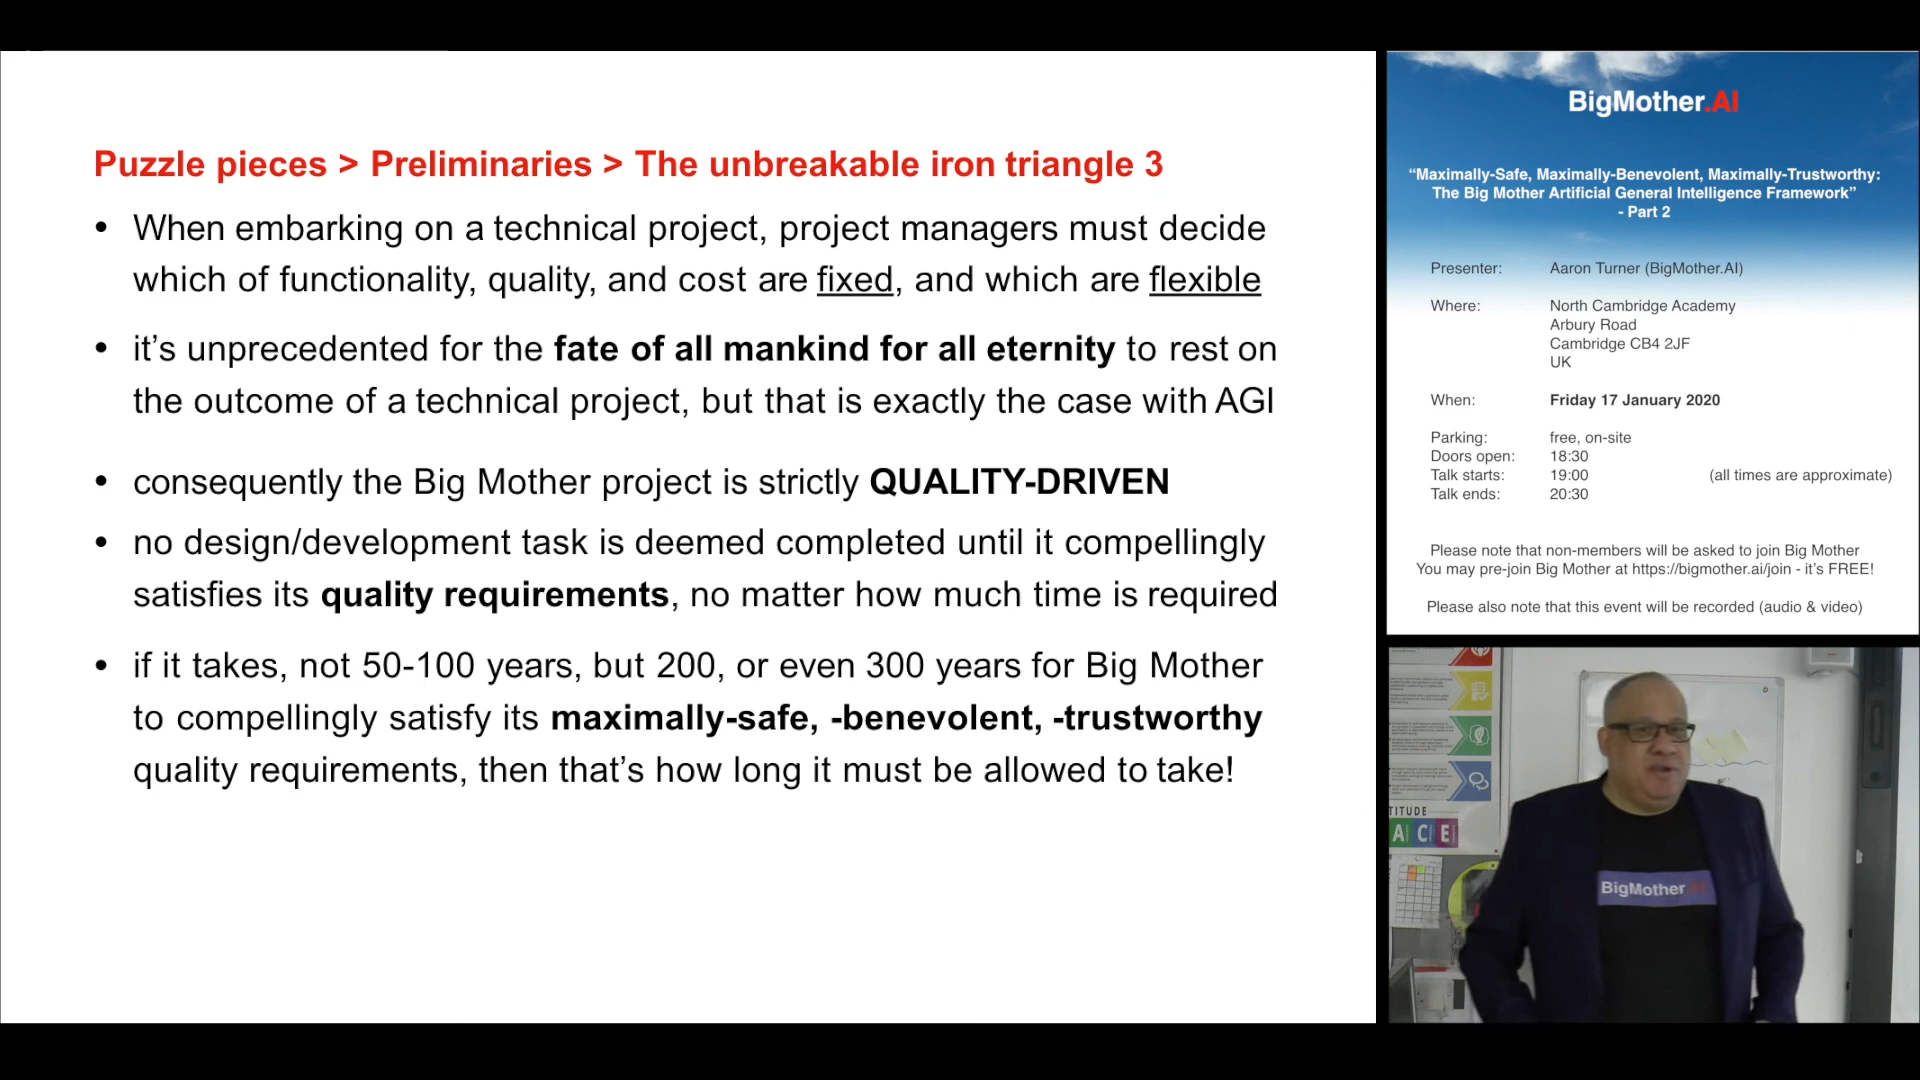 Puzzle pieces > Preliminaries > The unbreakable iron triangle 3
• When embarking on a technical project, project managers must decide
which of functionality, quality, and cost are fixed, and which are flexible
• it’s unprecedented for the fate of all mankind for all eternity to rest on
the outcome of a technical project, but that is exactly the case with AGI
• consequently the Big Mother project is strictly QUALITY-DRIVEN
• no design/development task is deemed completed until it compellingly
satisfies its quality requirements, no matter how much time is required
• if it takes, not 50-100 years, but 200, or even 300 years for Big Mother
to compellingly satisfy its maximally-safe, -benevolent, -trustworthy
quality requirements, then that’s how long it must be allowed to take!
BigMother.AI
“Maximally-Safe, Maximally-Benevolent, Maximally-Trustworthy:
The Big Mother Artificial General Intelligence Framework”
- Part 2
Presenter: Aaron Turner (BigMother.AI)
Where: North Cambridge Academy
Arbury Road
Cambridge CB4 2JF
UK
When: Friday 17 January 2020
Parking: free, on-site
Doors open: 18:30
Talk starts: 19:00 (all times are approximate)
Talk ends: 20:30
Please note that non-members will be asked to join Big Mother
You may pre-join Big Mother at https://bigmother.ai/join - it’s FREE!
Please also note that this event will be recorded (audio & video)
TITUDE
ACE
BigMother.AI